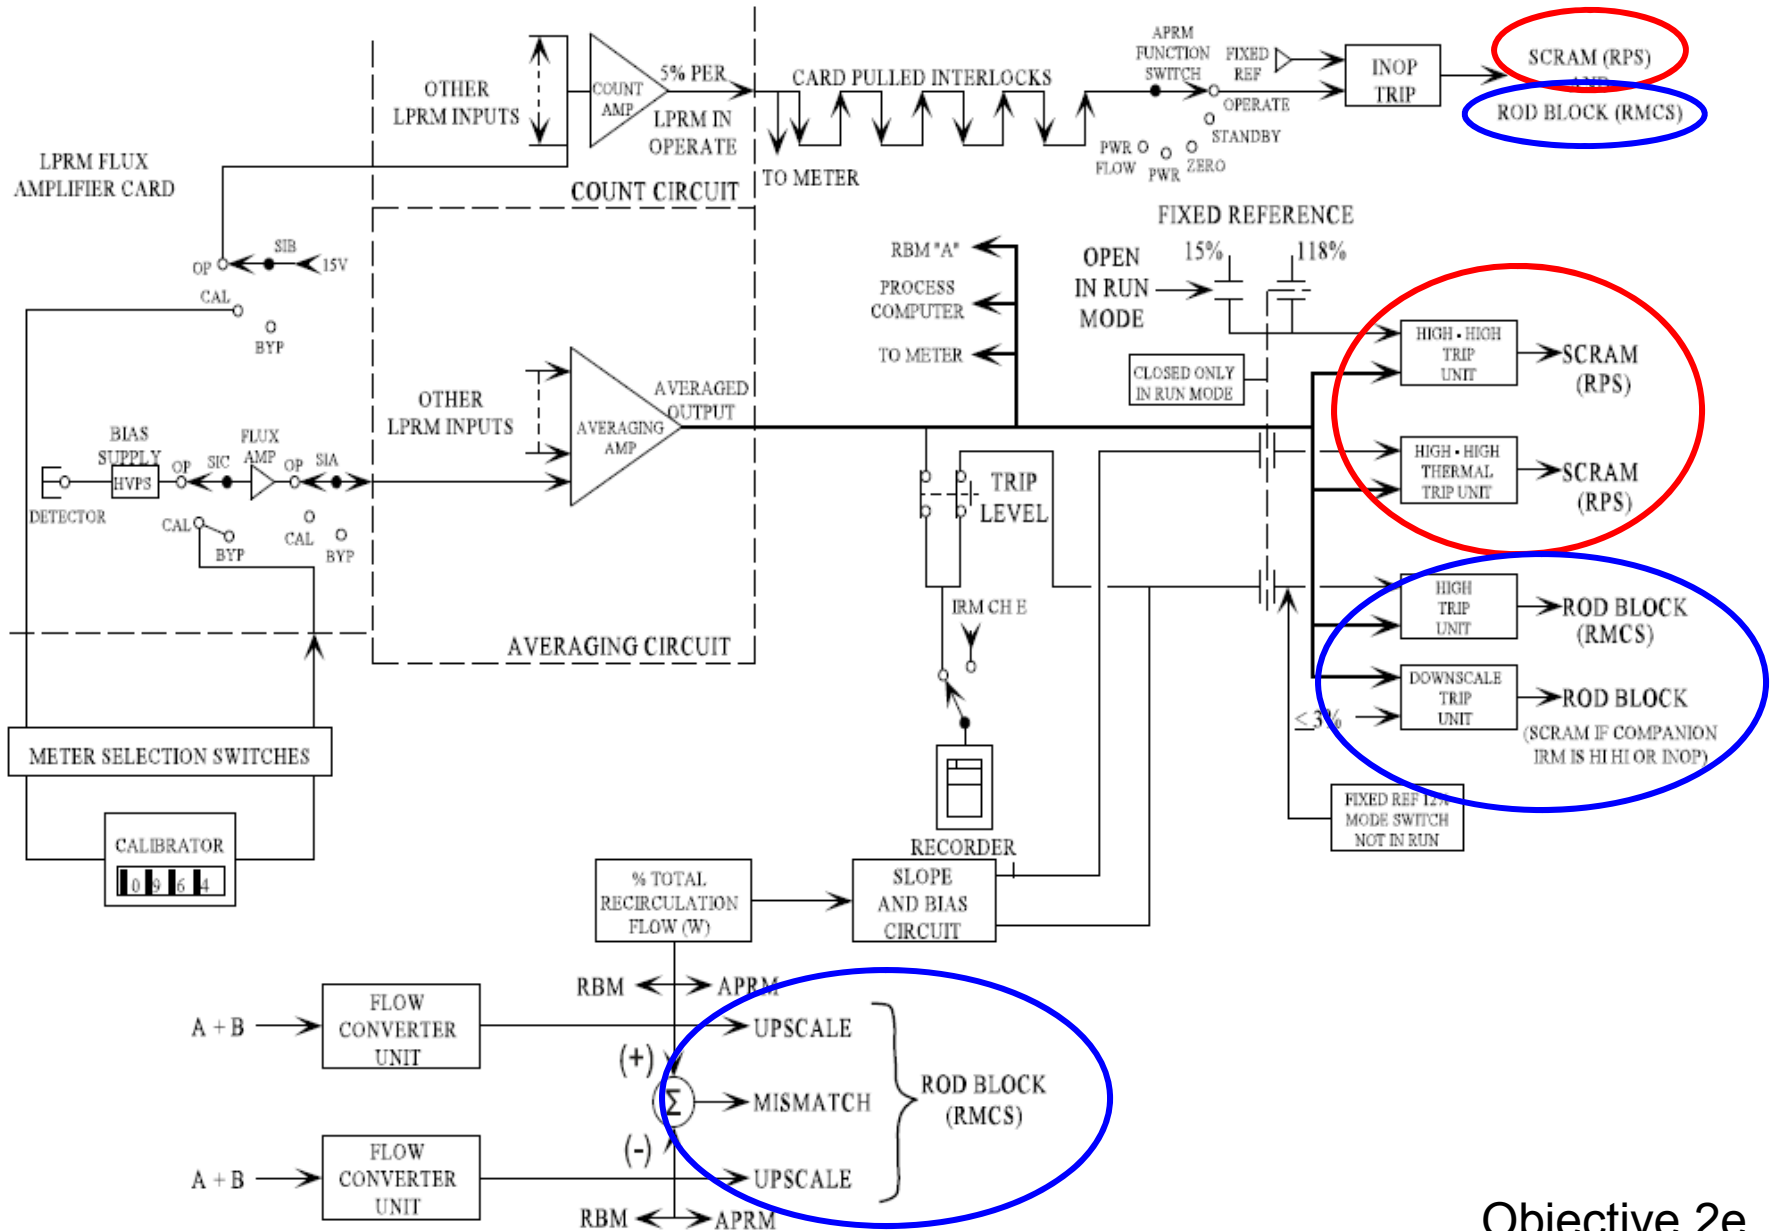 OTHER
LPRM INPUTS
COUNT
AMP
5% PER
LPRM IN
OPERATE
COUNT CIRCUIT
CARD PULLED INTERLOCKS
TO METER
APRM
FUNCTION
SWITCH
FIXED
REF
OPERATE
STANDBY
ZERO
PWR
PWR
FLOW
INOP
TRIP
SCRAM (RPS)
AND
ROD BLOCK (RMCS)
LPRM FLUX
AMPLIFIER CARD
SIB
OP
15V
CAL
BYP
RBM "A"
PROCESS
COMPUTER
TO METER
FIXED REFERENCE
15%
118%
OPEN
IN RUN
MODE
CLOSED ONLY
IN RUN MODE
HIGH - HIGH
TRIP
UNIT
SCRAM
(RPS)
HIGH - HIGH
THERMAL
TRIP UNIT
SCRAM
(RPS)
OTHER
LPRM INPUTS
AVERAGING
AMP
AVERAGED
OUTPUT
BIAS
SUPPLY
HVPS
OP
SIC
FLUX
AMP
OP
SIA
DETECTOR
CAL
BYP
CAL
BYP
TRIP
LEVEL
IRM CH E
AVERAGING CIRCUIT
HIGH
TRIP
UNIT
ROD BLOCK
(RMCS)
DOWNSCALE
TRIP
UNIT
≤ 3%
ROD BLOCK
(SCRAM IF COMPANION
IRM IS HI HI OR INOP)
FIXED REF 12%
MODE SWITCH
NOT IN RUN
METER SELECTION SWITCHES
CALIBRATOR
0 9 6 4
RECORDER
% TOTAL
RECIRCULATION
FLOW (W)
SLOPE
AND BIAS
CIRCUIT
RBM
APRM
A + B
FLOW
CONVERTER
UNIT
UPSCALE
(+)
Σ
MISMATCH
ROD BLOCK
(RMCS)
(-)
A + B
FLOW
CONVERTER
UNIT
UPSCALE
RBM
APRM
Objective 2e